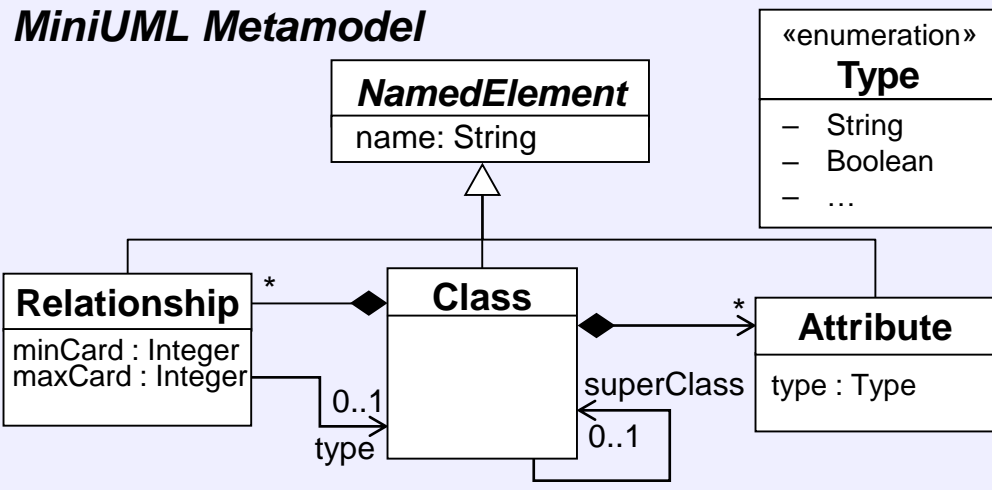 MiniUML Metamodel
«enumeration»
Type
– String
– Boolean
– …
NamedElement
name: String
Relationship
minCard : Integer
maxCard : Integer
*
Class
*
Attribute
type : Type
0..1
type
superClass
0..1